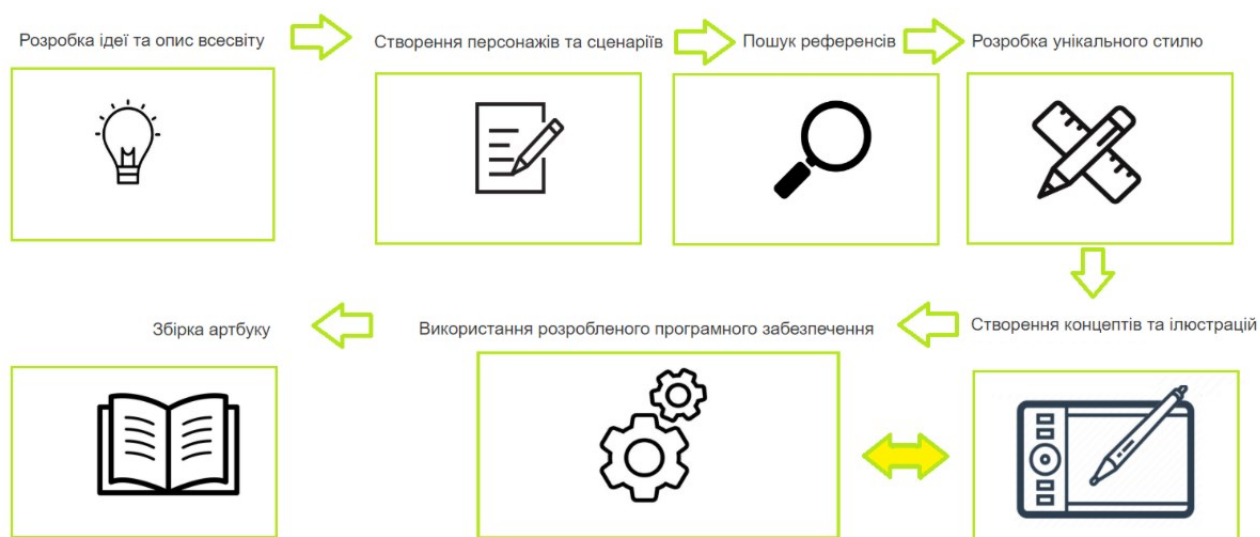 Розробка ідеї та опис всесвіту
Створення персонажів та сценаріїв
Пошук референсів
Розробка унікального стилю
Збірка артбуку
Використання розробленого програмного забезпечення
Створення концептів та ілюстрацій